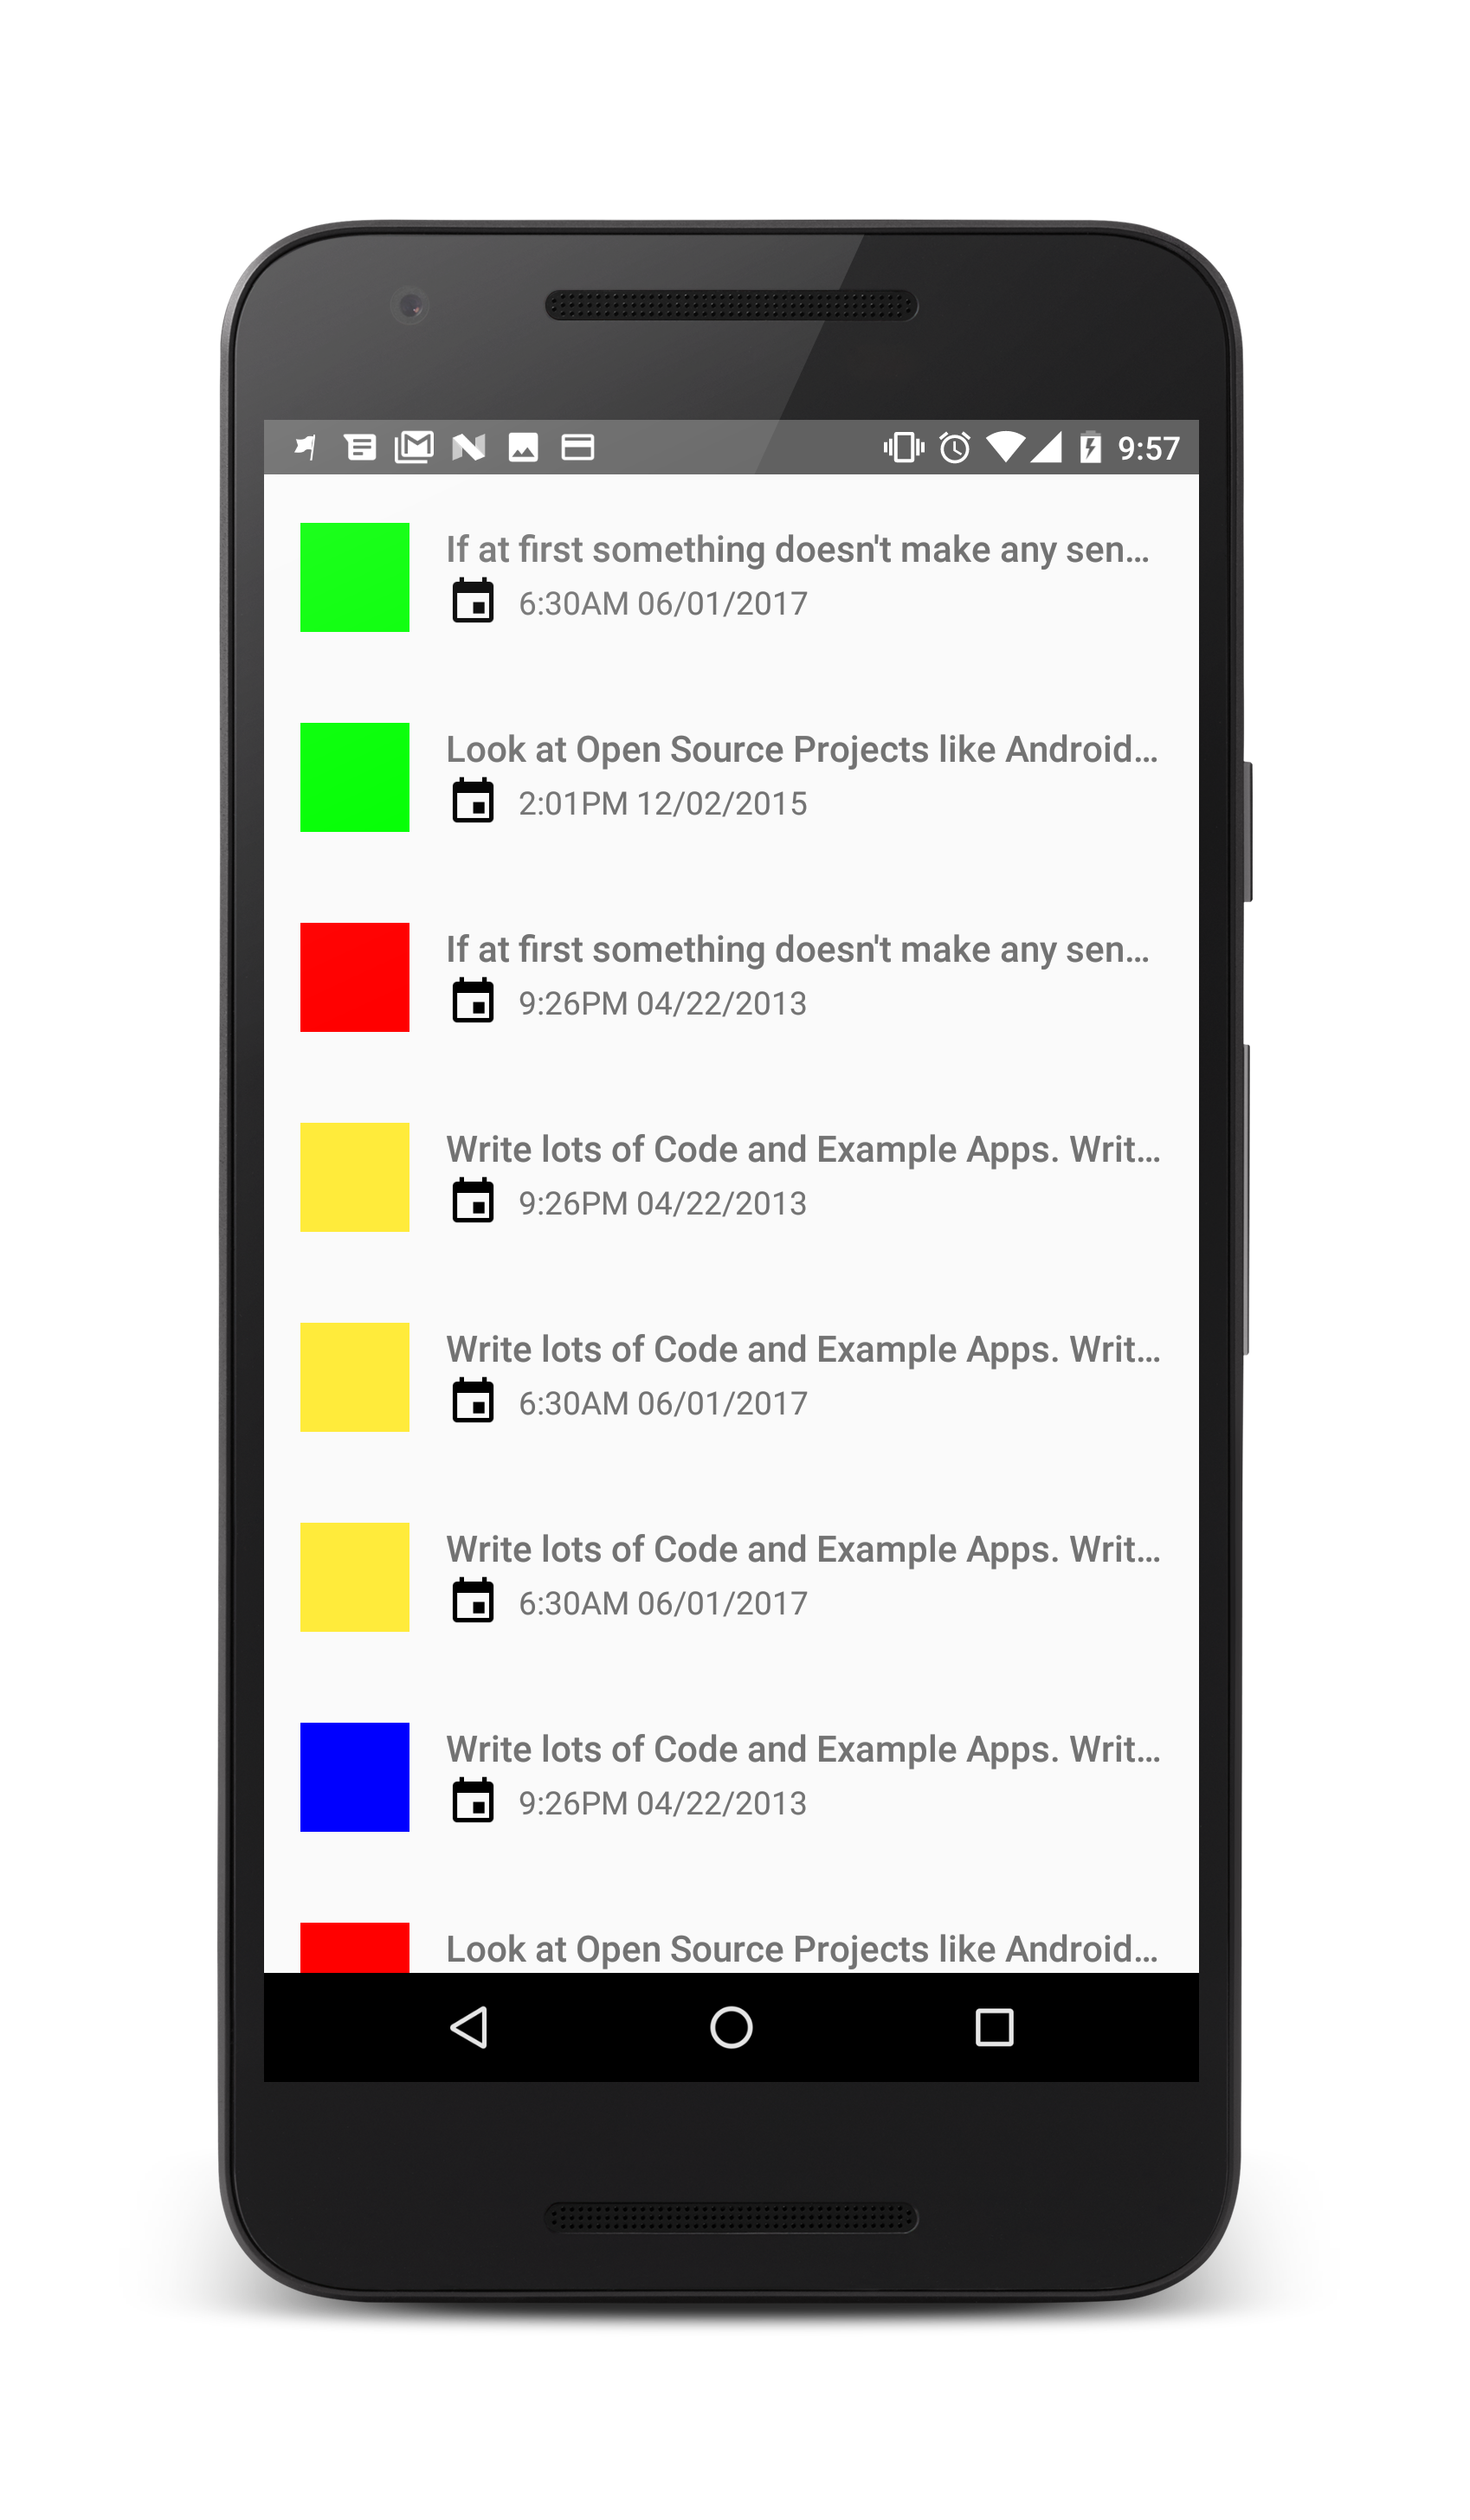 9:57
If at first something doesn't make any sen...
6:30AM 06/01/2017
Look at Open Source Projects like Android...
2:01PM 12/02/2015
If at first something doesn't make any sen...
9:26PM 04/22/2013
Write lots of Code and Example Apps. Writ...
9:26PM 04/22/2013
Write lots of Code and Example Apps. Writ...
6:30AM 06/01/2017
Write lots of Code and Example Apps. Writ...
6:30AM 06/01/2017
Write lots of Code and Example Apps. Writ...
9:26PM 04/22/2013
Look at Open Source Projects like Android...